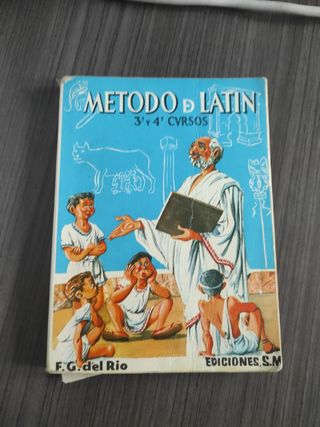 METODO D LATIN
3º Y 4º CVRSOS
F.G. del Rio
EDICIONES, S.M